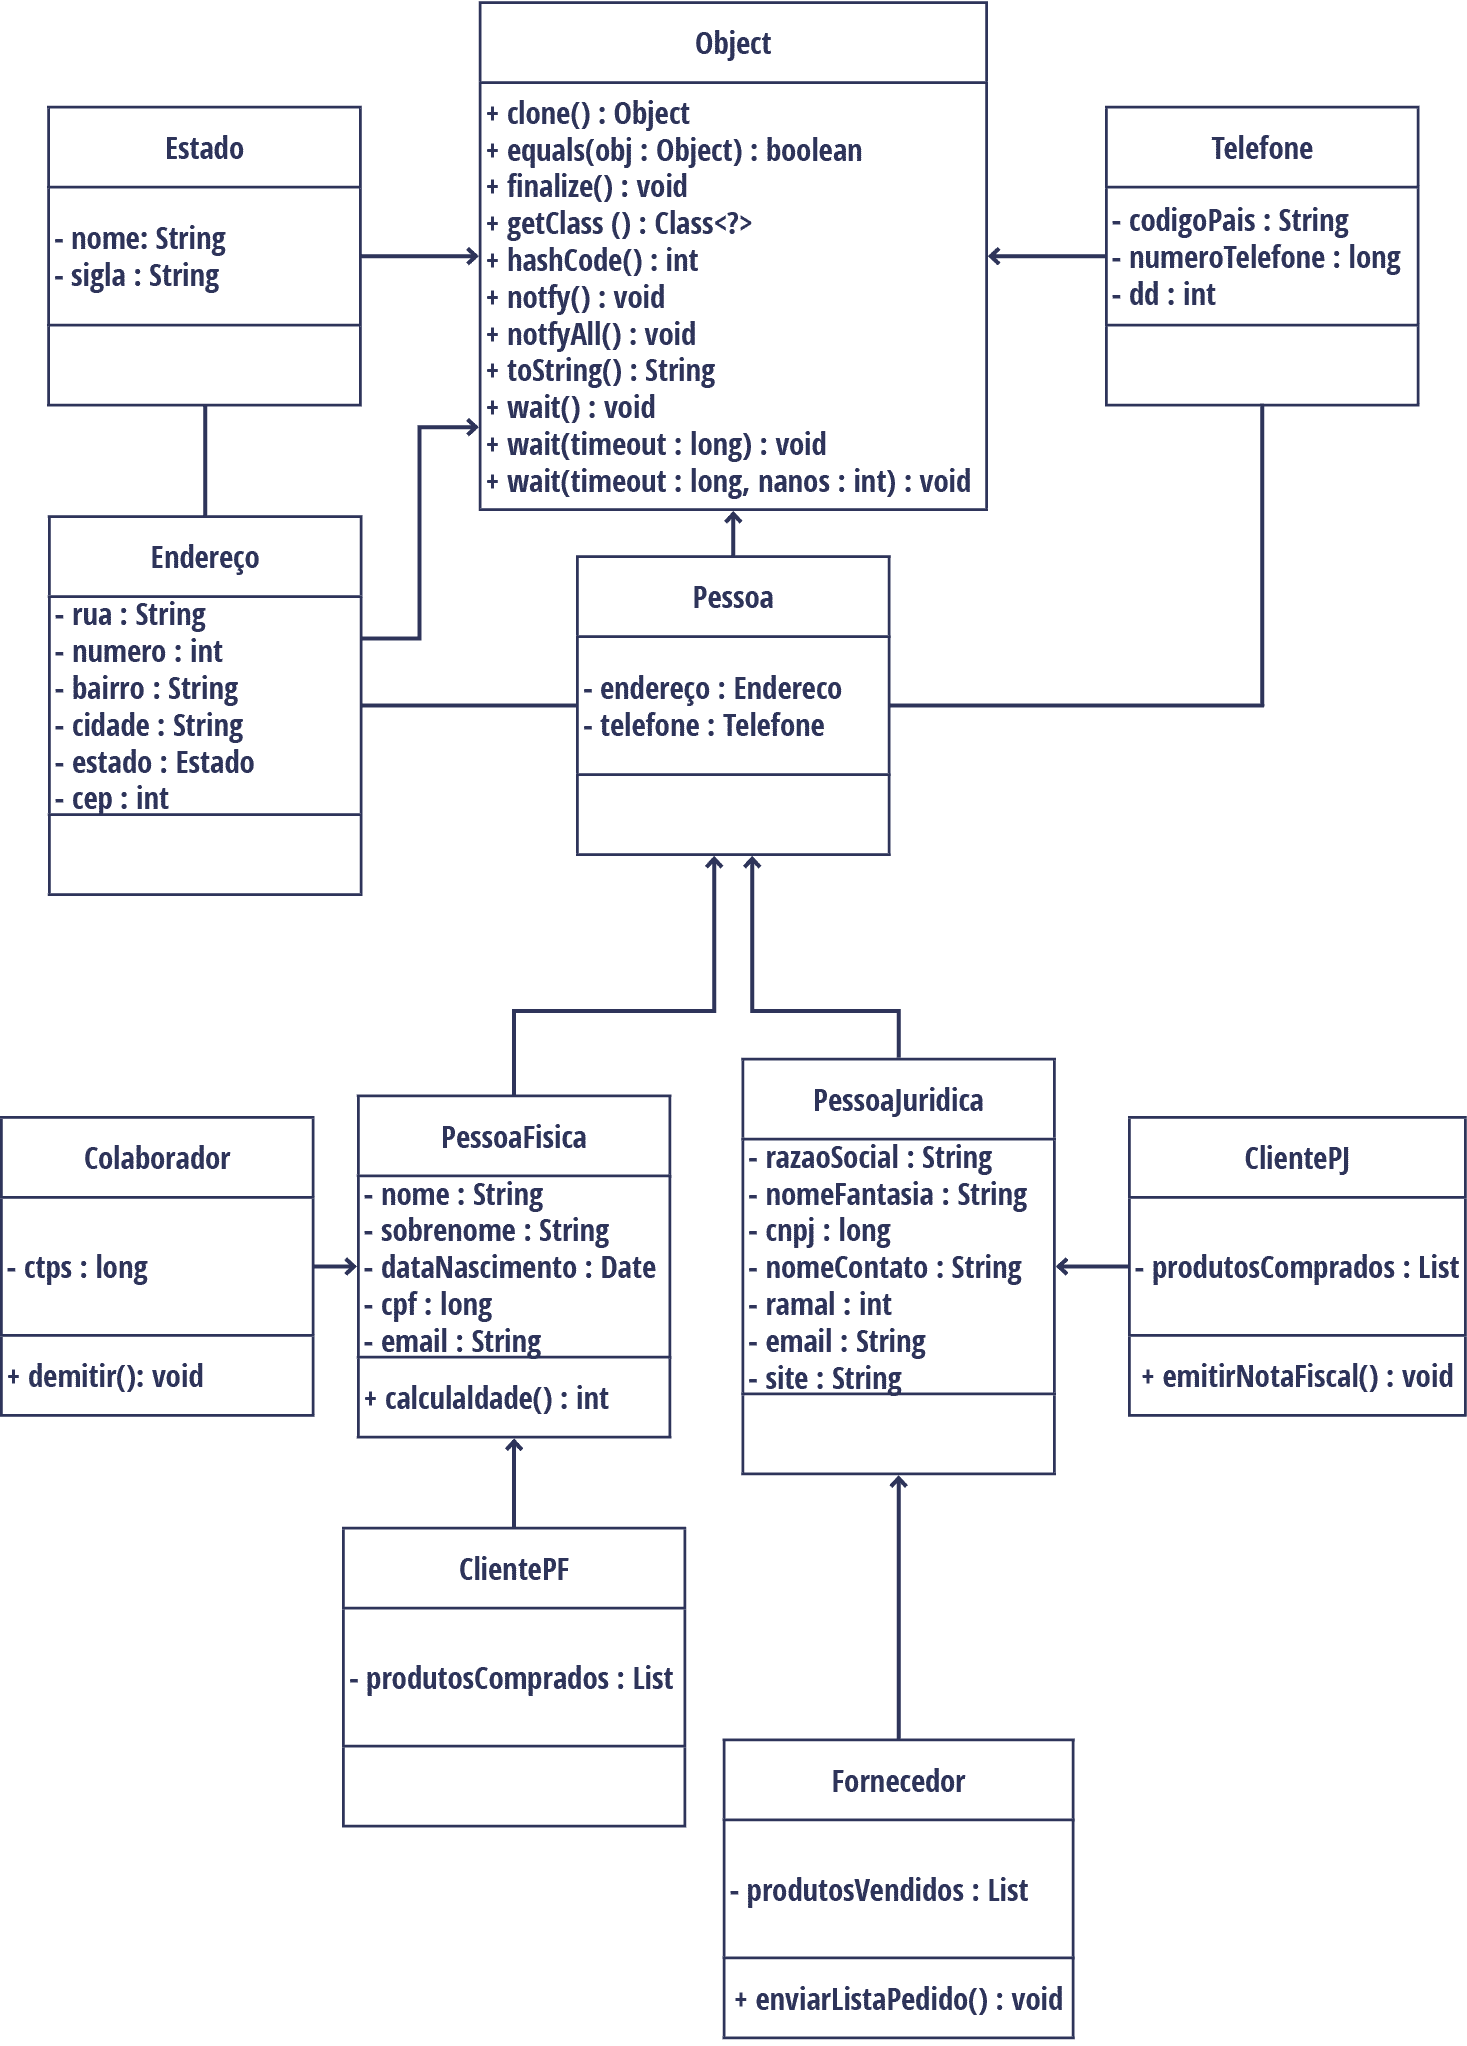 Object
+ clone() : Object
+ equals(obj : Object) : boolean
+ finalize() : void
+ getClass () : Class<?>
+ hashCode() : int
+ notfy() : void
+ notfyAll() : void
+ toString() : String
+ wait() : void
+ wait(timeout : long) : void
+ wait(timeout : long, nanos : int) : void
Estado
- nome: String
- sigla : String
Telefone
- codigoPais : String
- numeroTelefone : long
- dd : int
Endereço
- rua : String
- numero : int
- bairro : String
- cidade : String
- estado : Estado
- cep : int
Pessoa
- endereço : Endereco
- telefone : Telefone
Colaborador
- ctps : long
+ demitir(): void
PessoaFisica
- nome : String
- sobrenome : String
- dataNascimento : Date
- cpf : long
- email : String
+ calculaldade() : int
PessoaJuridica
- razaoSocial : String
- nomeFantasia : String
- cnpj : long
- nomeContato : String
- ramal : int
- email : String
- site : String
ClientePJ
- produtosComprados : List
+ emitirNotaFiscal() : void
ClientePF
- produtosComprados : List
Fornecedor
- produtosVendidos : List
+ enviarListaPedido() : void